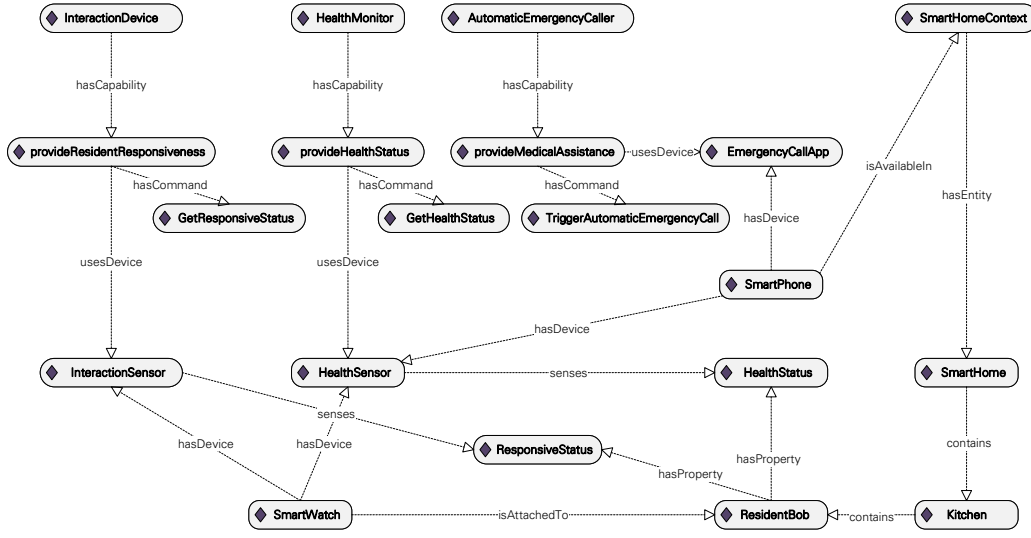 InteractionDevice
HealthMonitor
AutomaticEmergencyCaller
SmartHomeContext
hasCapability
hasCapability
hasCapability
provideResidentResponsiveness
provideHealthStatus
provideMedicalAssistance
usesDevice
EmergencyCallApp
isAvailableIn
hasCommand
hasCommand
hasCommand
hasEntity
GetResponsiveStatus
GetHealthStatus
TriggerAutomaticEmergencyCall
hasDevice
usesDevice
usesDevice
SmartPhone
hasDevice
InteractionSensor
HealthSensor
senses
HealthStatus
SmartHome
senses
hasDevice
hasDevice
ResponsiveStatus
contains
hasProperty
hasProperty
SmartWatch
isAttachedTo
ResidentBob
contains
Kitchen